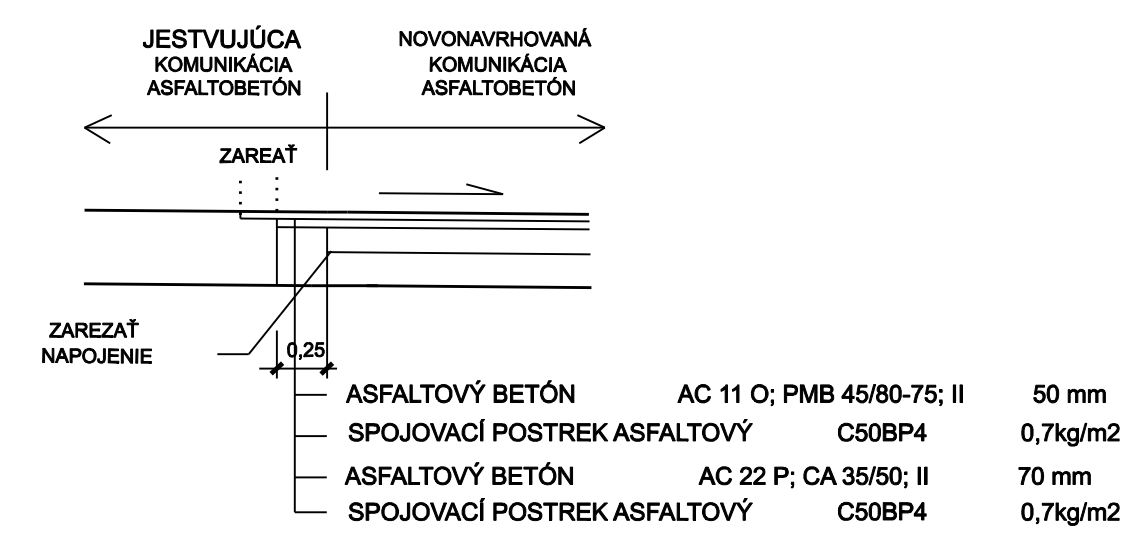 JESTVUJÚCA
KOMUNIKÁCIA
ASFALTOBETÓN
NOVONAVRHOVANÁ
KOMUNIKÁCIA
ASFALTOBETÓN
ZAREAŤ
ZAREZAŤ
NAPOJENIE
0,25
ASFALTOVÝ BETÓN AC 11 O; PMB 45/80-75; II 50 mm
SPOJOVACÍ POSTREK ASFALTOVÝ C50BP4 0,7kg/m2
ASFALTOVÝ BETÓN AC 22 P; CA 35/50; II 70 mm
SPOJOVACÍ POSTREK ASFALTOVÝ C50BP4 0,7kg/m2